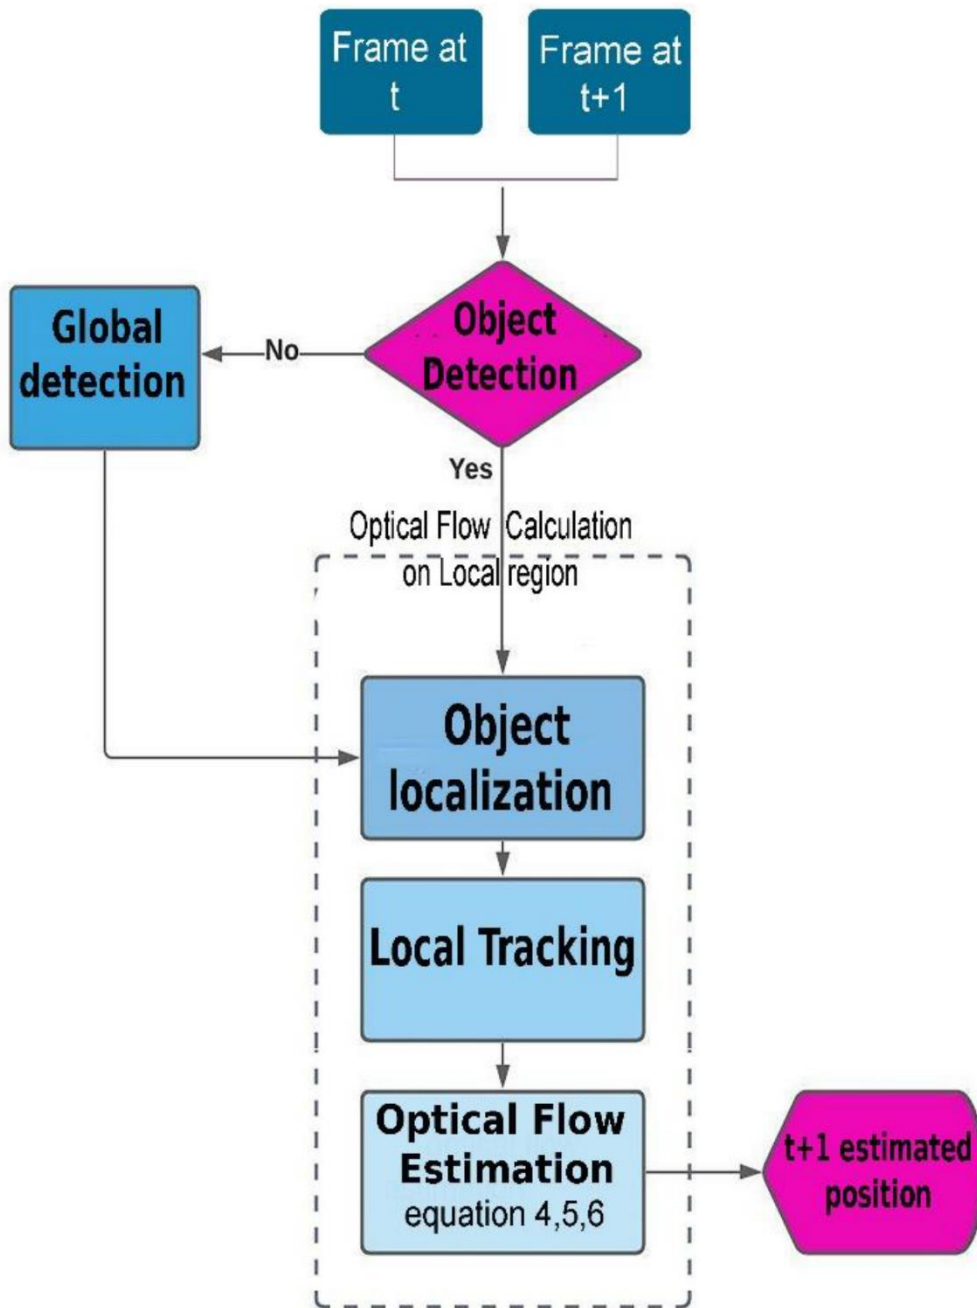 Frame at
t
Frame at
t+1
Object
Detection
No
Global
detection
Yes
Optical Flow Calculation
on Local region
Object
localization
Local Tracking
Optical Flow
Estimation
equation 4,5,6
t+1 estimated
position